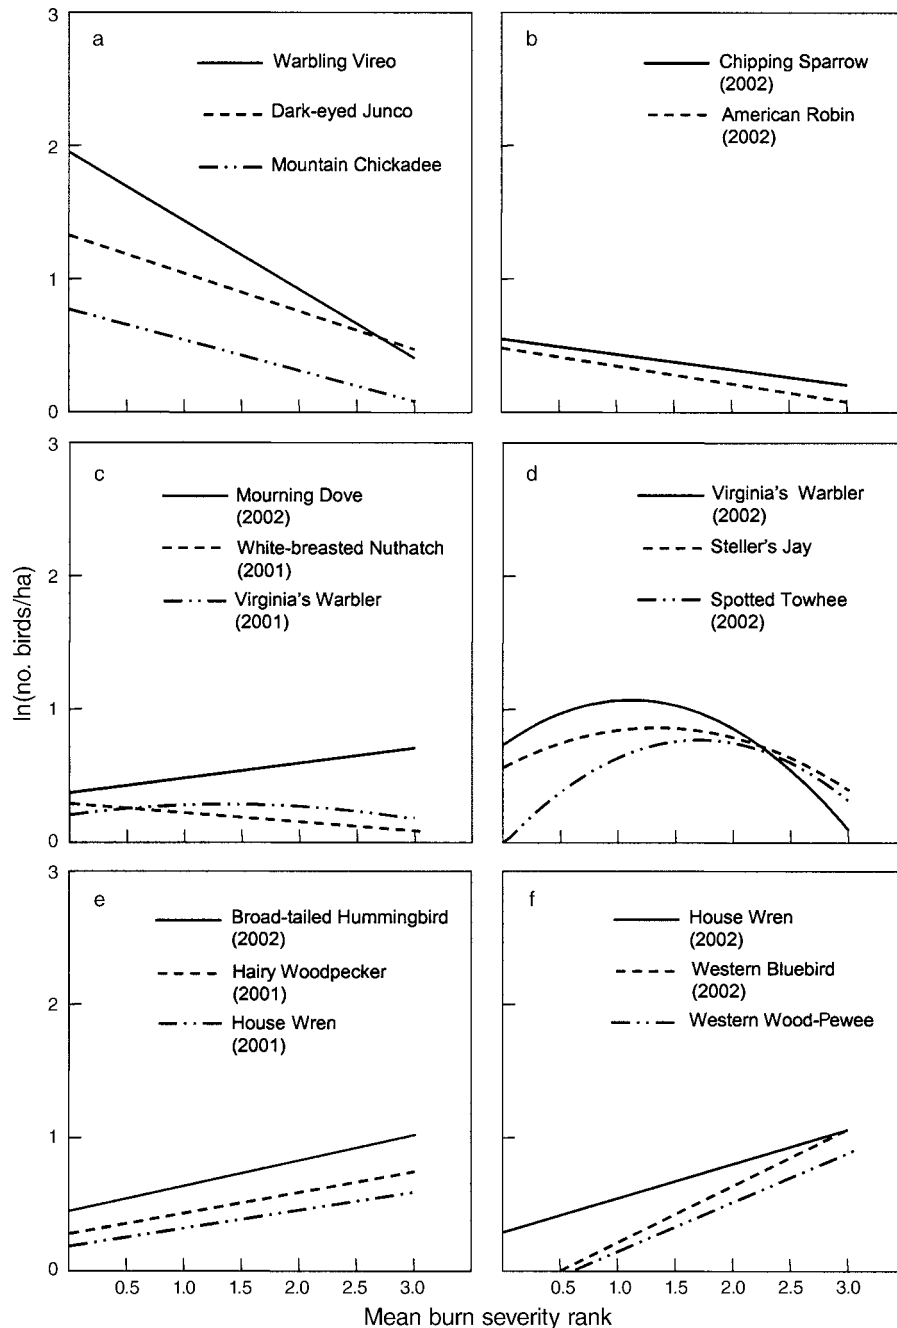 3
2
1
0
a
Warbling Vireo
Dark-eyed Junco
Mountain Chickadee
b
Chipping Sparrow
(2002)
American Robin
(2002)
3
2
1
0
c
Mourning Dove
(2002)
White-breasted Nuthatch
(2001)
Virginia's Warbler
(2001)
d
Virginia's Warbler
(2002)
Steller's Jay
Spotted Towhee
(2002)
ln(no. birds/ha)
3
2
1
0
e
Broad-tailed Hummingbird
(2002)
Hairy Woodpecker
(2001)
House Wren
(2001)
f
House Wren
(2002)
Western Bluebird
(2002)
Western Wood-Pewee
0.5 1.0 1.5 2.0 2.5 3.0
0.5 1.0 1.5 2.0 2.5 3.0
Mean burn severity rank